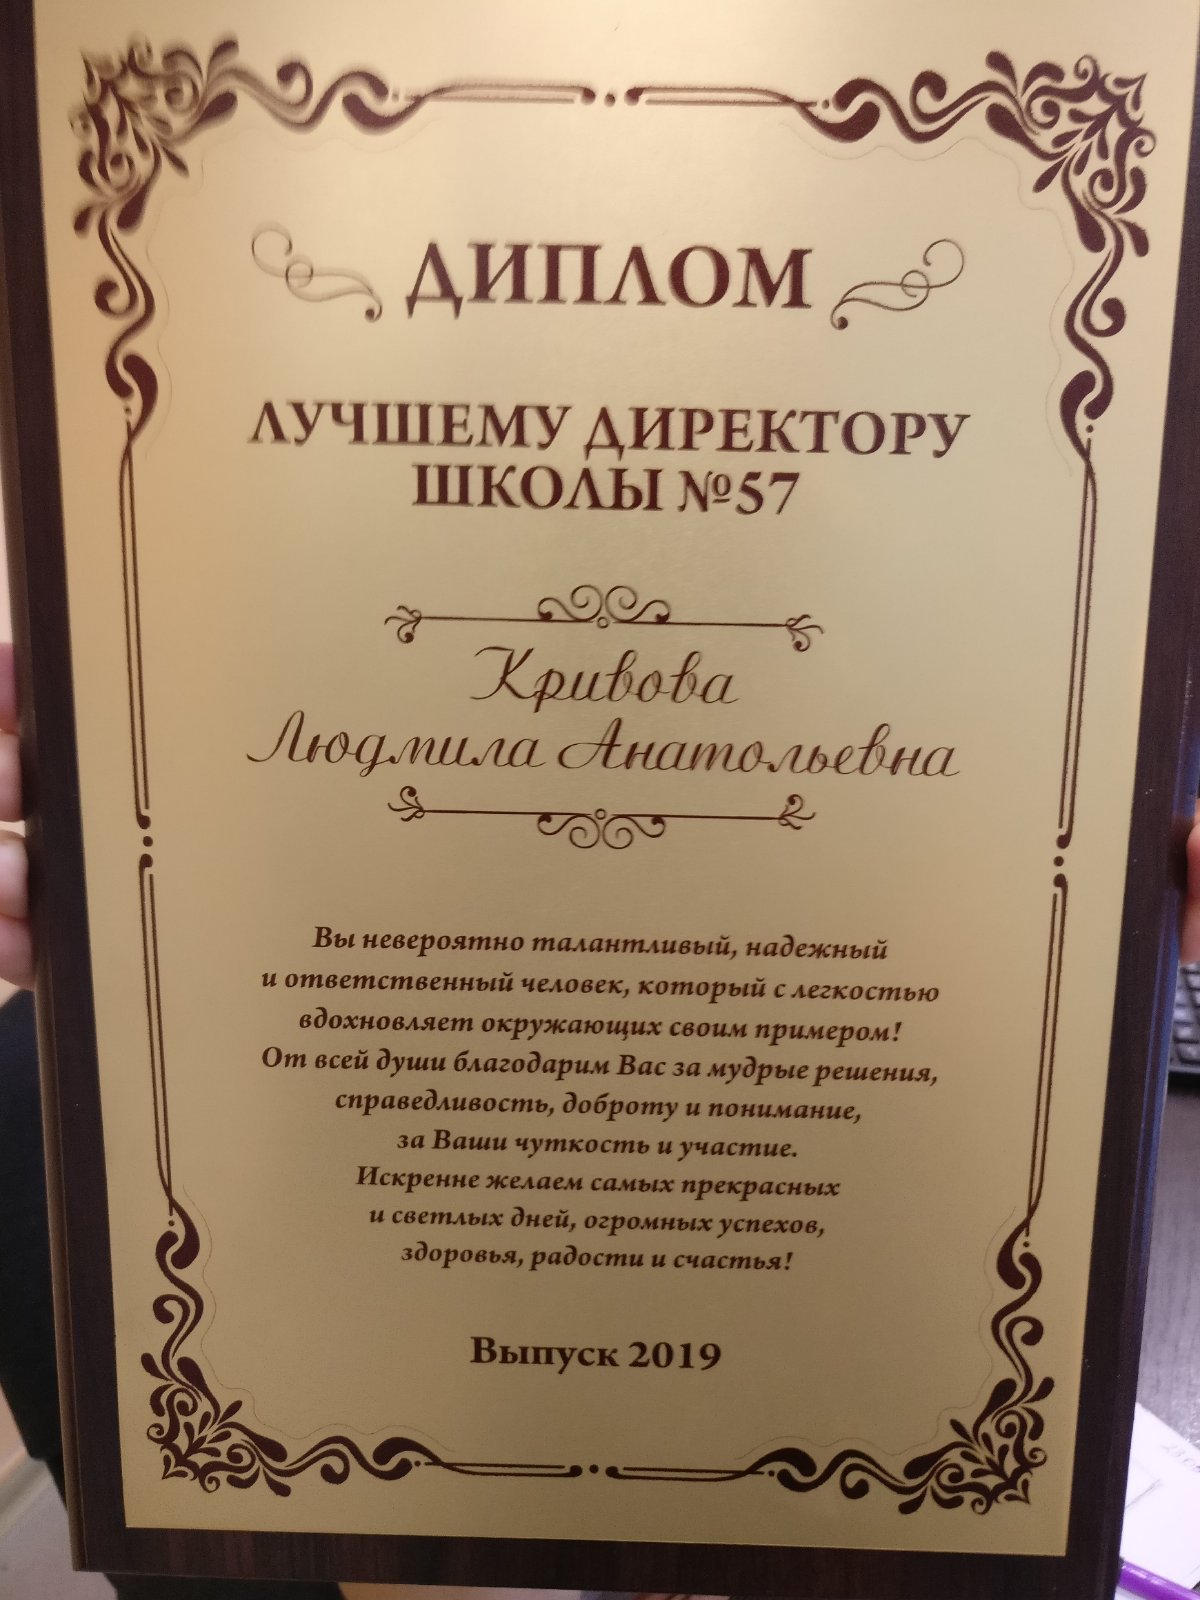 ДИПЛОМ
ЛУЧШЕМУ ДИРЕКТОРУ
ШКОЛЫ №57
Кривова
Людмила Анатольевна
Вы невероятно талантливый, надежный
и ответственный человек, который с легкостью
вдохновляет окружающих своим примером!
От всей души благодарим Вас за мудрые решения,
справедливость, доброту и понимание,
за Ваши чуткость и участие.
Искренне желаем самых прекрасных
и светлых дней, огромных успехов,
здоровья, радости и счастья!
Выпуск 2019